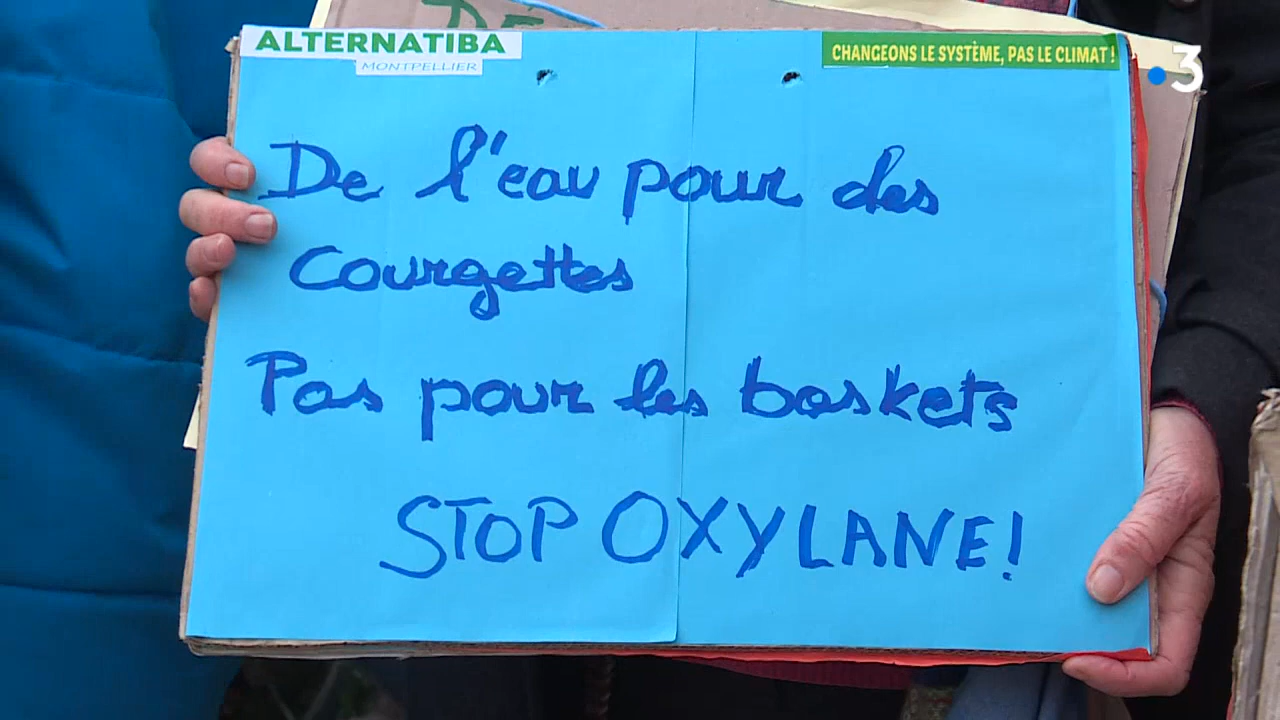 ALTERNATIBA
MONTPELLIER
CHANGEONS LE SYSTÈME, PAS LE CLIMAT !
3
De l'eau pour des
Courgettes
Pas pour les baskets
STOP OXYLANE!